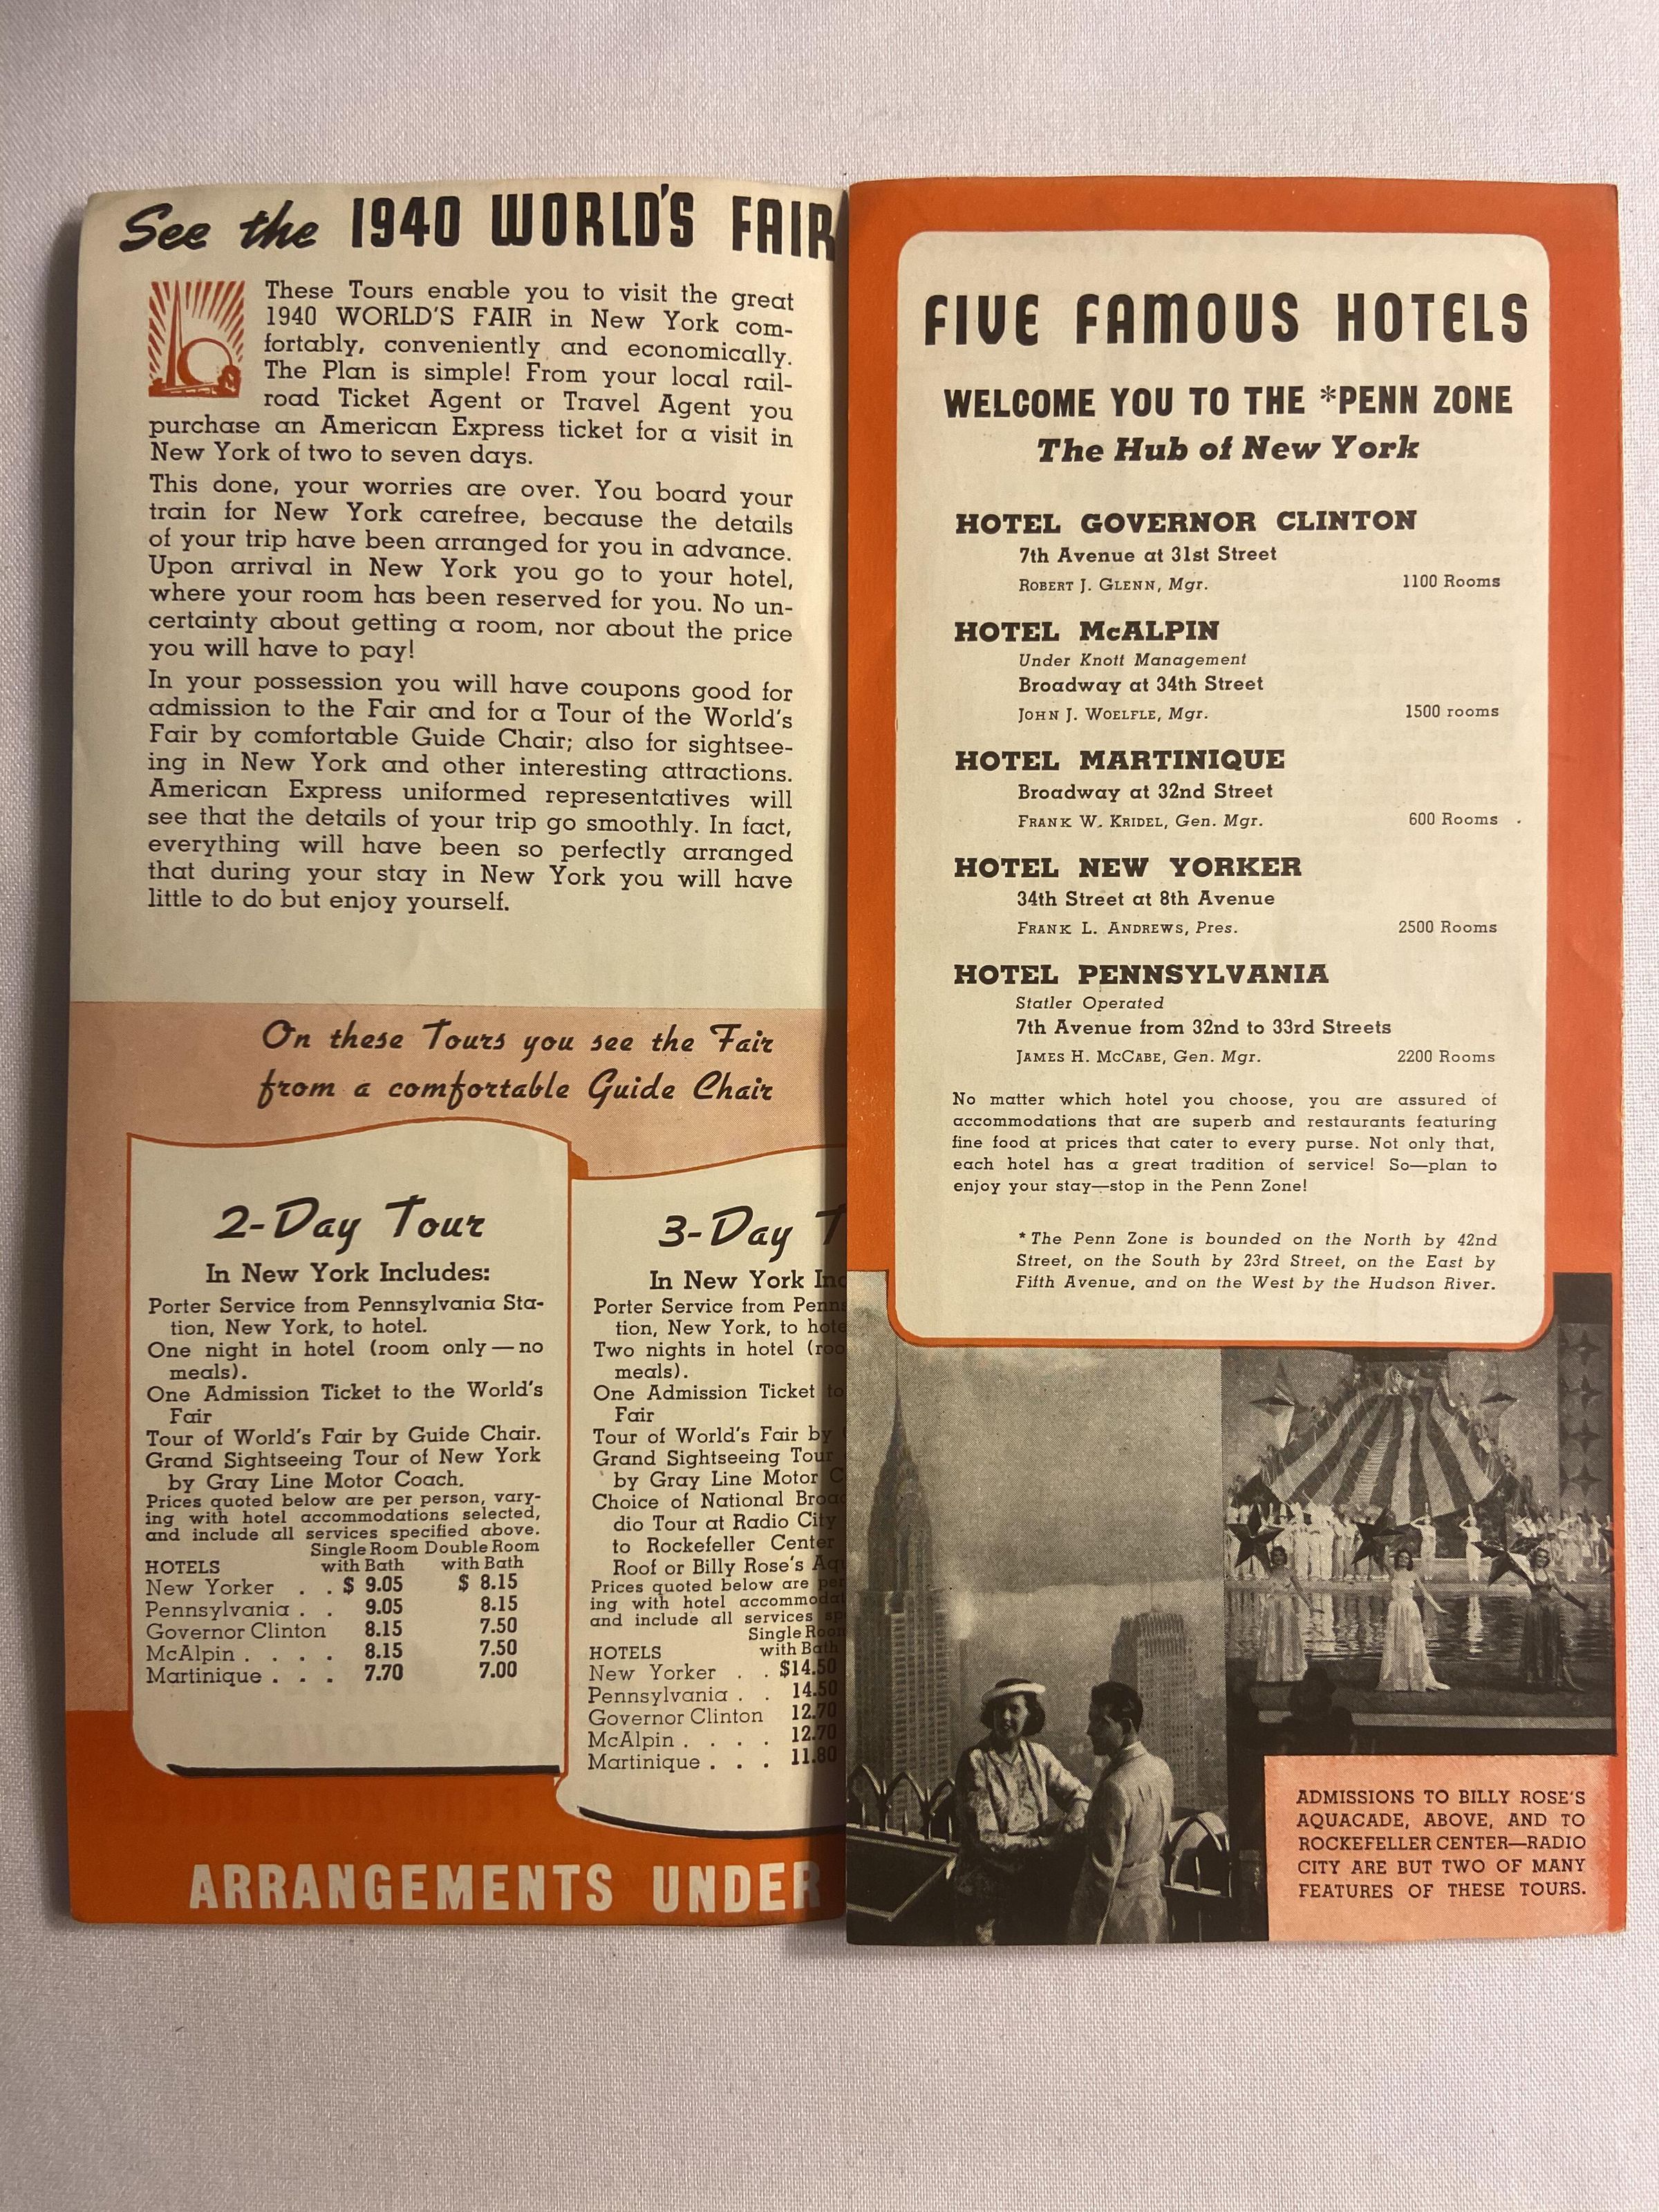 See the 1940 WORLD'S FAIR
These Tours enable you to visit the great
1940 WORLD'S FAIR in New York com-
fortably, conveniently and economically.
The Plan is simple! From your local rail-
road Ticket Agent or Travel Agent you
purchase an American Express ticket for a visit in
New York of two to seven days.
This done, your worries are over. You board your
train for New York carefree, because the details
of your trip have been arranged for you in advance.
Upon arrival in New York you go to your hotel,
where your room has been reserved for you. No un-
certainty about getting a room, nor about the price
you will have to pay!
In your possession you will have coupons good for
admission to the Fair and for a Tour of the World's
Fair by comfortable Guide Chair; also for sightsee-
ing in New York and other interesting attractions.
American Express uniformed representatives will
see that the details of your trip go smoothly. In fact,
everything will have been so perfectly arranged
that during your stay in New York you will have
little to do but enjoy yourself.
On these Tours you see the Fair
from a comfortable Guide Chair
2-Day Tour
In New York Includes:
Porter Service from Pennsylvania Sta-
tion, New York, to hotel.
One night in hotel (room only — no
meals).
One Admission Ticket to the World's
Fair
Tour of World's Fair by Guide Chair.
Grand Sightseeing Tour of New York
by Gray Line Motor Coach.
Prices quoted below are per person, vary-
ing with hotel accommodations selected,
and include all services specified above.
Single Room Double Room
HOTELS with Bath with Bath
New Yorker . . $ 9.05 $ 8.15
Pennsylvania . . 9.05 8.15
Governor Clinton 8.15 7.50
McAlpin . . . . 8.15 7.50
Martinique . . . 7.70 7.00
3-Day T
In New York Inc
Porter Service from Penns
tion, New York, to hote
Two nights in hotel (roo
meals).
One Admission Ticket to
Fair
Tour of World's Fair by
Grand Sightseeing Tour
by Gray Line Motor C
Choice of National Broad
dio Tour at Radio City
to Rockefeller Center
Roof or Billy Rose's Aqu
Prices quoted below are per
ing with hotel accommodat
and include all services sp
Single Room
HOTELS with Bath
New Yorker . . $14.50
Pennsylvania . . 14.50
Governor Clinton 12.70
McAlpin . . . . 12.70
Martinique . . . 11.80
ARRANGEMENTS UNDER
FIVE FAMOUS HOTELS
WELCOME YOU TO THE *PENN ZONE
The Hub of New York
HOTEL GOVERNOR CLINTON
7th Avenue at 31st Street
ROBERT J. GLENN, Mgr. 1100 Rooms
HOTEL McALPIN
Under Knott Management
Broadway at 34th Street
JOHN J. WOELFLE, Mgr. 1500 rooms
HOTEL MARTINIQUE
Broadway at 32nd Street
FRANK W. KRIDEL, Gen. Mgr. 600 Rooms
HOTEL NEW YORKER
34th Street at 8th Avenue
FRANK L. ANDREWS, Pres. 2500 Rooms
HOTEL PENNSYLVANIA
Statler Operated
7th Avenue from 32nd to 33rd Streets
JAMES H. MCCABE, Gen. Mgr. 2200 Rooms
No matter which hotel you choose, you are assured of
accommodations that are superb and restaurants featuring
fine food at prices that cater to every purse. Not only that,
each hotel has a great tradition of service! So—plan to
enjoy your stay—stop in the Penn Zone!
* The Penn Zone is bounded on the North by 42nd
Street, on the South by 23rd Street, on the East by
Fifth Avenue, and on the West by the Hudson River.
ADMISSIONS TO BILLY ROSE'S
AQUACADE, ABOVE, AND TO
ROCKEFELLER CENTER—RADIO
CITY ARE BUT TWO OF MANY
FEATURES OF THESE TOURS.